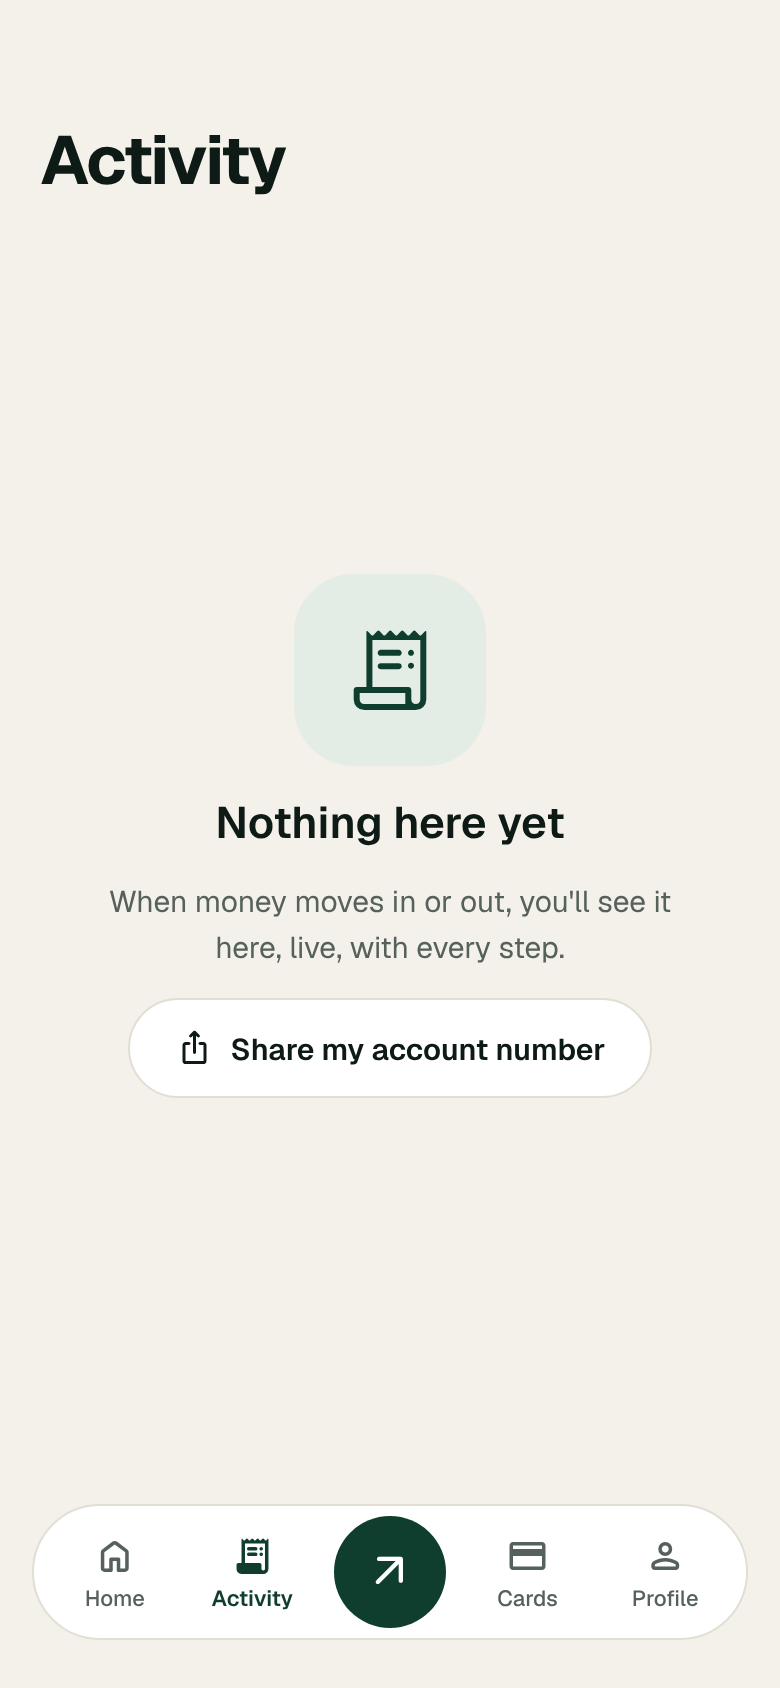 Activity
Nothing here yet
When money moves in or out, you'll see it
here, live, with every step.
Share my account number
Home
Activity
Cards
Profile